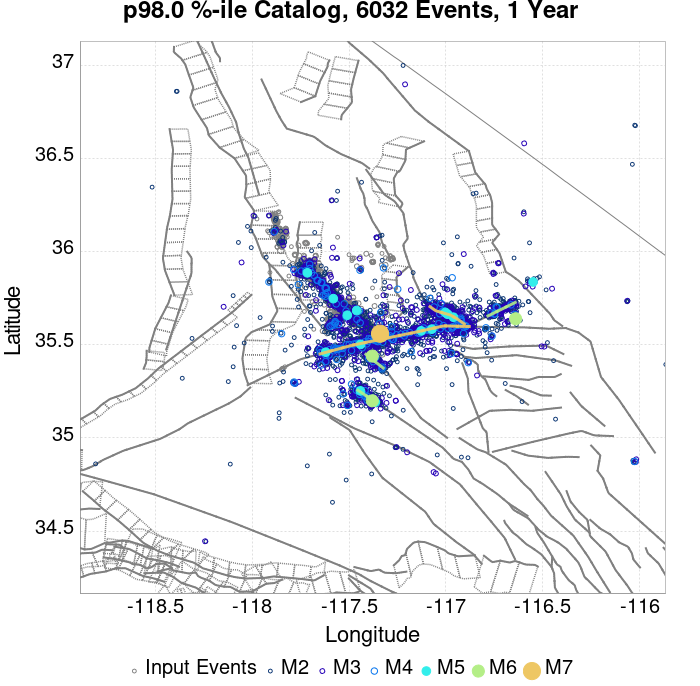 p98.0 %-ile Catalog, 6032 Events, 1 Year
37
36.5
36
35.5
35
34.5
Latitude
-118.5 -118 -117.5 -117 -116.5 -116
Longitude
Input Events M2 M3 M4 M5 M6 M7